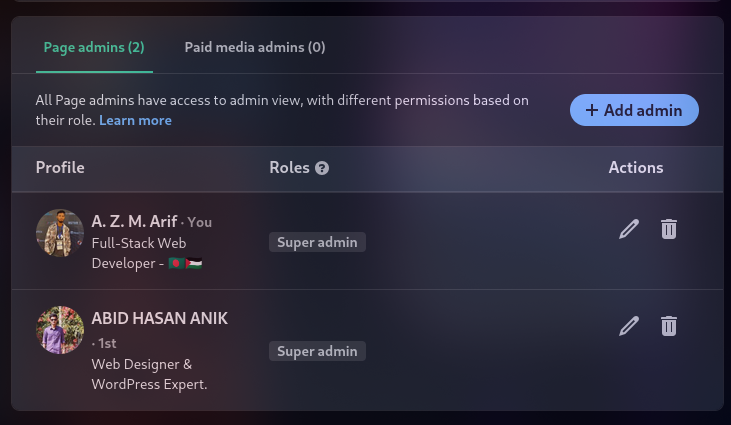 Page admins (2)
Paid media admins (0)
All Page admins have access to admin view, with different permissions based on
their role. Learn more
+ Add admin
Profile
Roles ?
Actions
A. Z. M. Arif · You
Full-Stack Web
Developer - 🇧🇩🇵🇸
Super admin
ABID HASAN ANIK
· 1st
Web Designer &
WordPress Expert.
Super admin